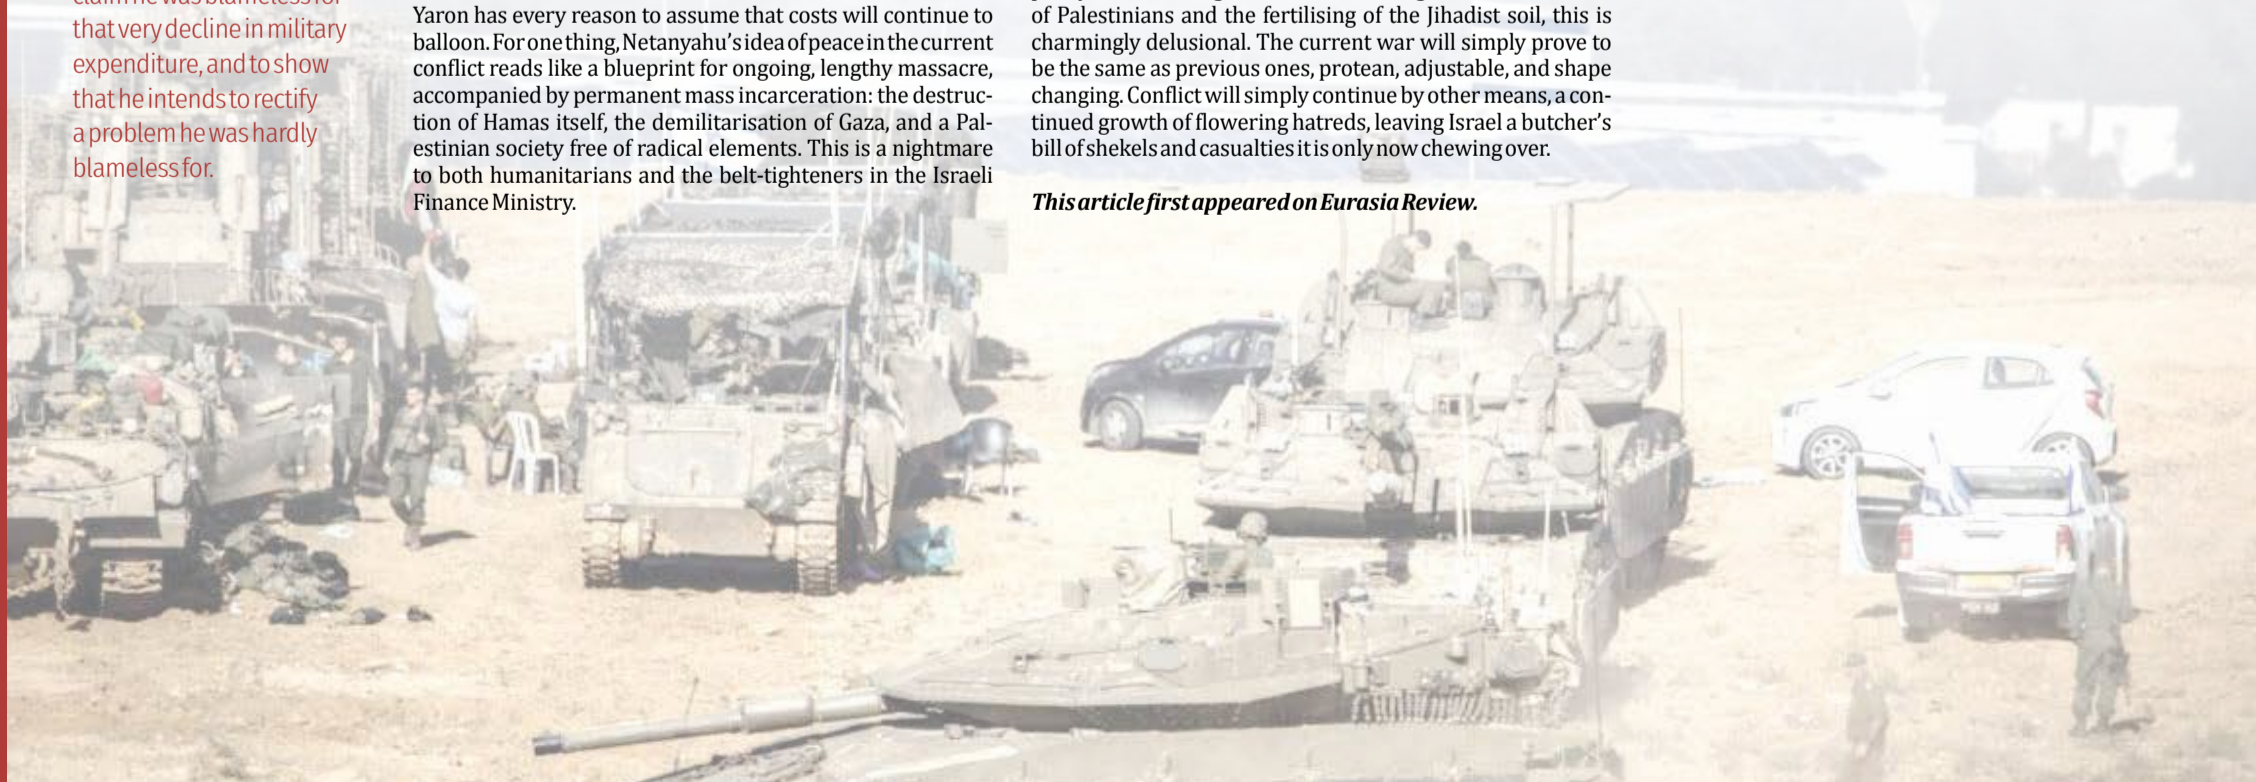 claim he was blameless for
that very decline in military
expenditure, and to show
that he intends to rectify
a problem he was hardly
blameless for.
Yaron has every reason to assume that costs will continue to
balloon. For one thing, Netanyahu’s idea of peace in the current
conflict reads like a blueprint for ongoing, lengthy massacre,
accompanied by permanent mass incarceration: the destruc-
tion of Hamas itself, the demilitarisation of Gaza, and a Pal-
estinian society free of radical elements. This is a nightmare
to both humanitarians and the belt-tighteners in the Israeli
Finance Ministry.
of Palestinians and the fertilising of the Jihadist soil, this is
charmingly delusional. The current war will simply prove to
be the same as previous ones, protean, adjustable, and shape
changing. Conflict will simply continue by other means, a con-
tinued growth of flowering hatreds, leaving Israel a butcher’s
bill of shekels and casualties it is only now chewing over.
This article first appeared on Eurasia Review.